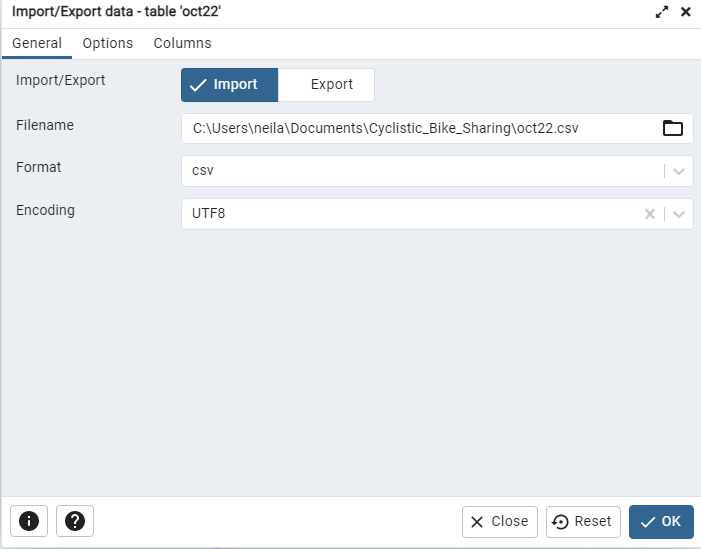 Import/Export data - table 'oct22'
General Options Columns
Import/Export Import Export
Filename C:\Users\neila\Documents\Cyclistic_Bike_Sharing\oct22.csv
Format csv
Encoding UTF8
Close Reset OK